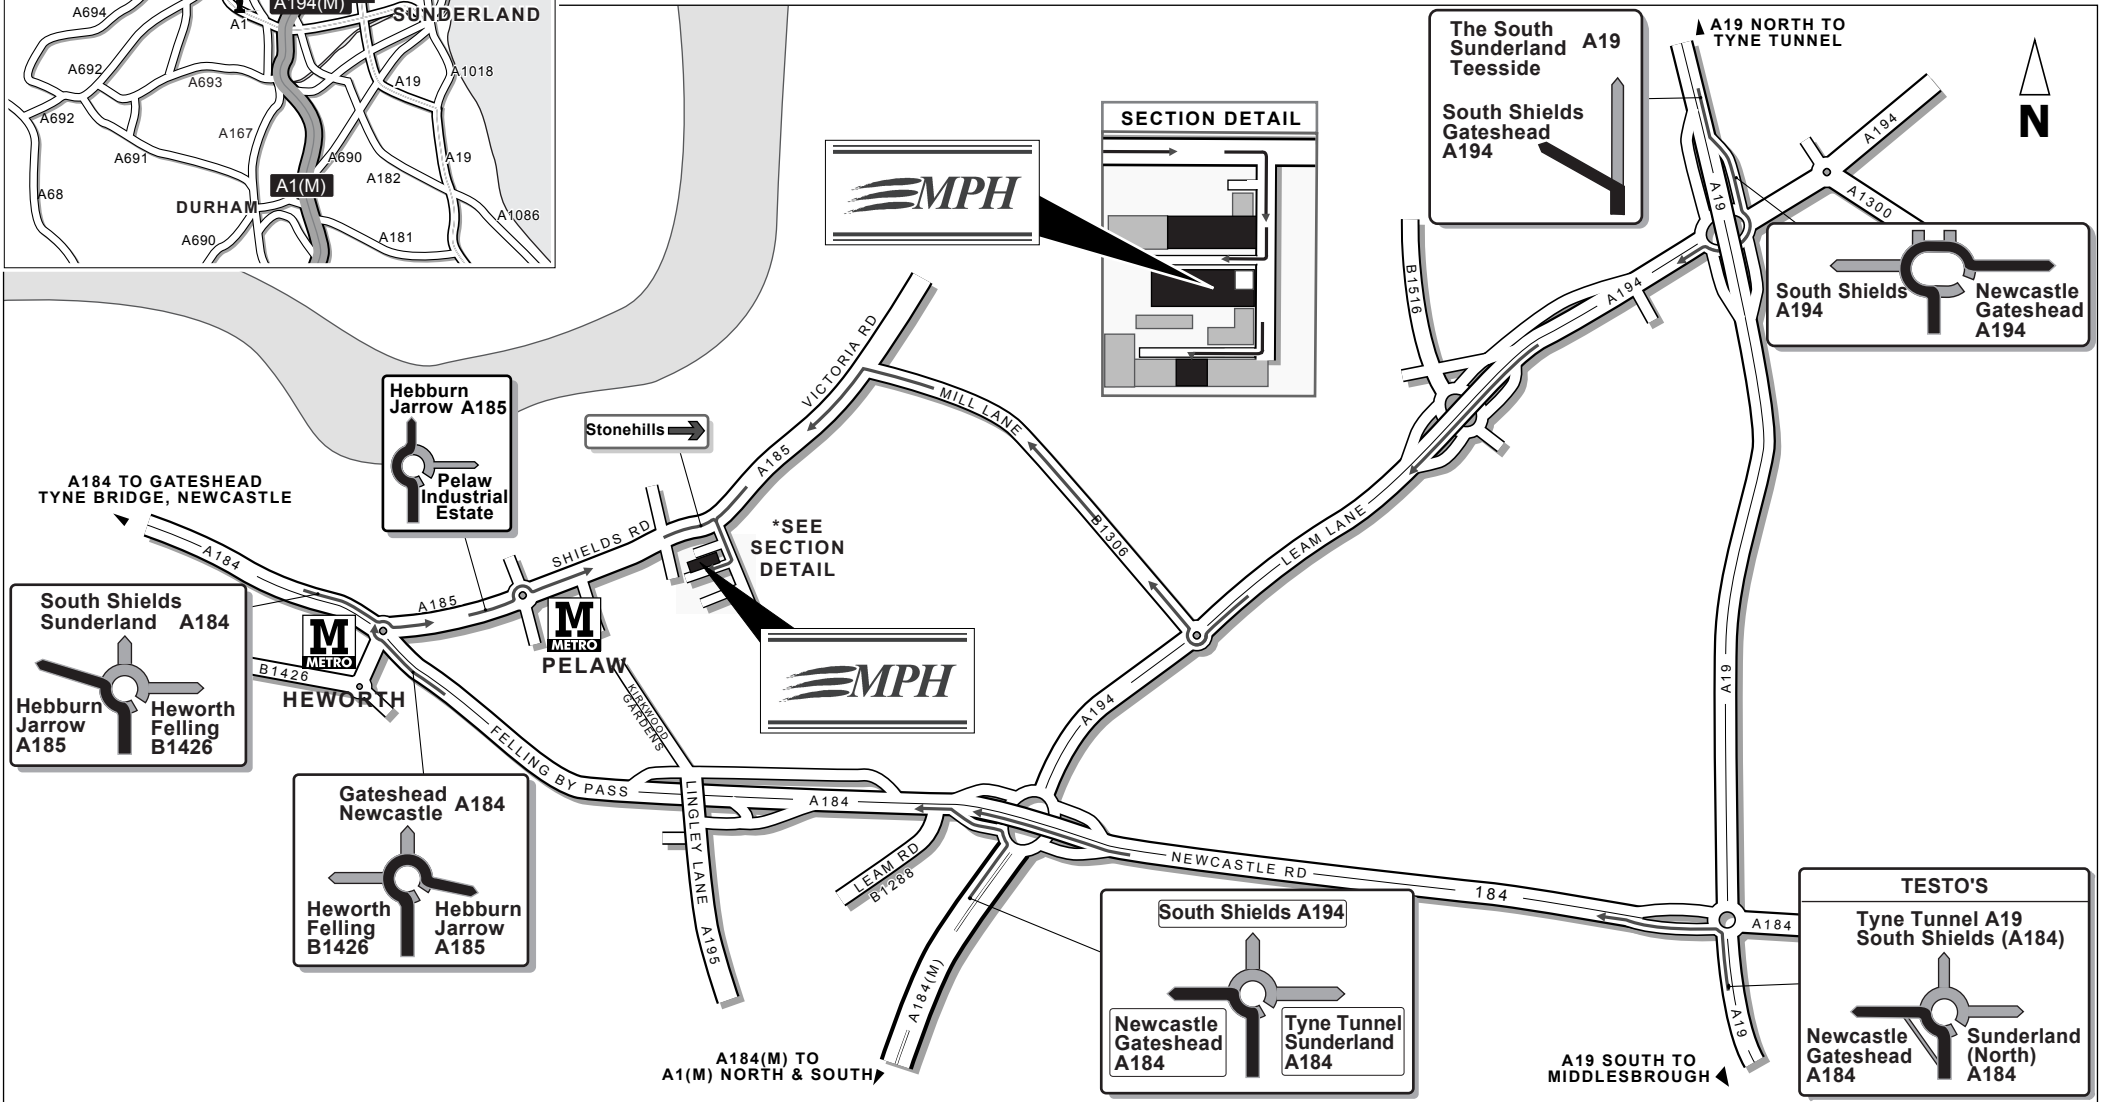 A694
A1
A194(M)
SUNDERLAND
A692
A693
A19
A1018
A692
A167
A691
A690
A19
A68
A1(M)
A182
DURHAM
A1086
A690
A181
SECTION DETAIL
MPH
The South
Sunderland
Teesside
A19
South Shields
Gateshead
A194
A19 NORTH TO
TYNE TUNNEL
N
A194
A1300
A19
A194
B1516
South Shields
A194
Newcastle
Gateshead
A194
VICTORIA RD
MILL LANE
Hebburn
Jarrow A185
Pelaw
Industrial
Estate
Stonehills
A185
A184 TO GATESHEAD
TYNE BRIDGE, NEWCASTLE
*SEE
SECTION
DETAIL
SHIELDS RD
B1306
LEAM LANE
A184
A185
South Shields
Sunderland A184
Hebburn
Jarrow
A185
Heworth
Felling
B1426
M
METRO
HEWORTH
B1426
M
METRO
PELAW
MPH
KIRKWOOD
GARDENS
A194
A19
FELLING BY PASS
A184
Gateshead
Newcastle
A184
Heworth
Felling
B1426
Hebburn
Jarrow
A185
LINGLEY LANE
A195
LEAM RD
B1288
NEWCASTLE RD
184
A184
A184(M)
A184(M) TO
A1(M) NORTH & SOUTH
South Shields A194
Newcastle
Gateshead
A184
Tyne Tunnel
Sunderland
A184
TESTO'S
Tyne Tunnel A19
South Shields (A184)
Newcastle
Gateshead
A184
Sunderland
(North)
A184
A19
A19 SOUTH TO
MIDDLESBROUGH